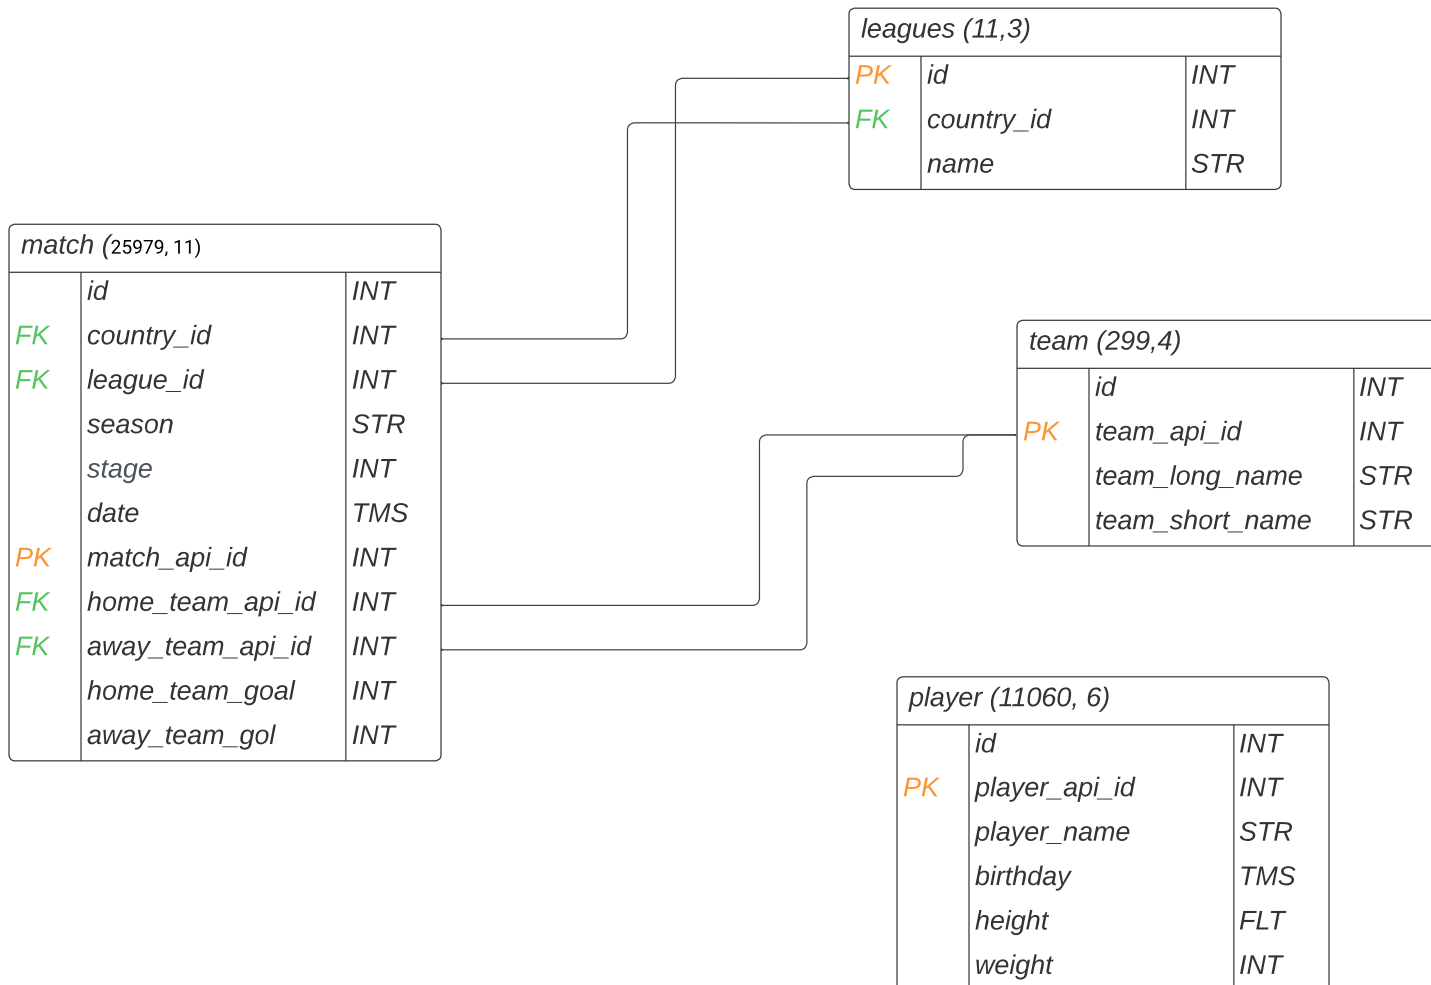 leagues (11,3)
PK id INT
FK country_id INT
name STR
match (25979, 11)
id INT
FK country_id INT
FK league_id INT
season STR
stage INT
date TMS
PK match_api_id INT
FK home_team_api_id INT
FK away_team_api_id INT
home_team_goal INT
away_team_gol INT
team (299,4)
id INT
PK team_api_id INT
team_long_name STR
team_short_name STR
player (11060, 6)
id INT
PK player_api_id INT
player_name STR
birthday TMS
height FLT
weight INT